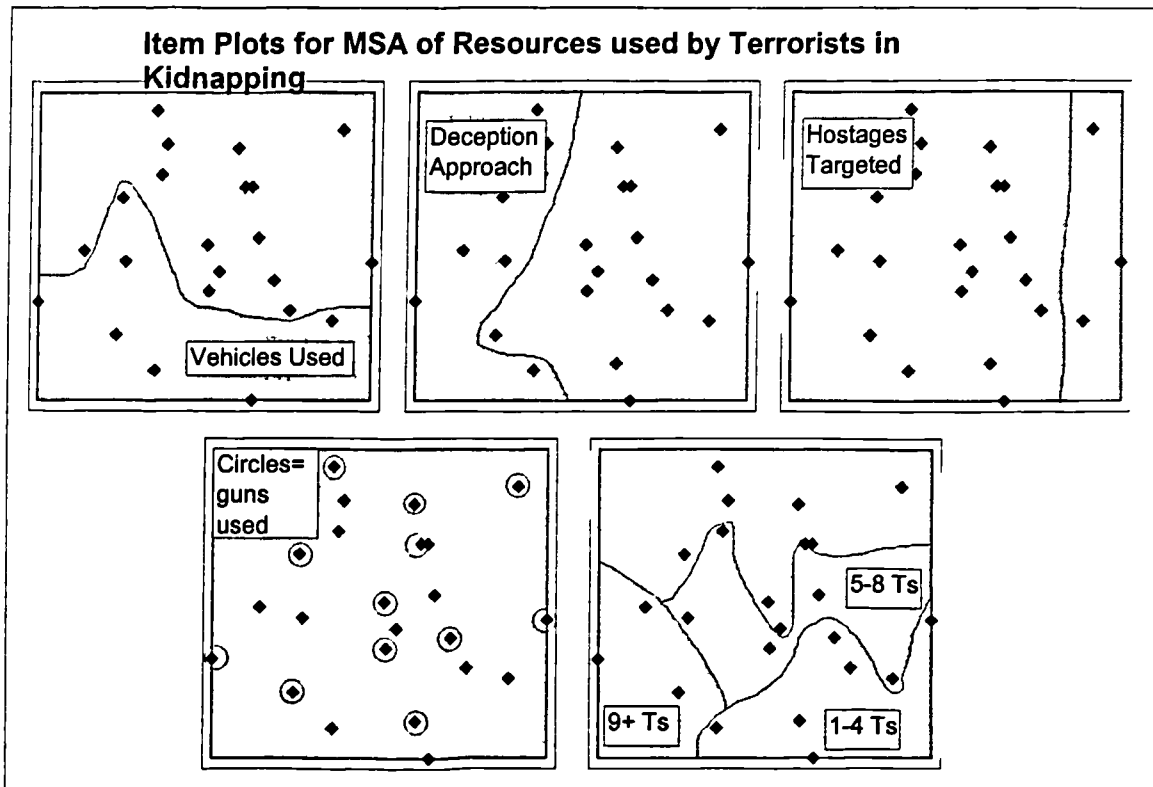 Item Plots for MSA of Resources used by Terrorists in
Kidnapping
Deception
Approach
Hostages
Targeted
Vehicles Used
Circles=
guns
used
5-8 Ts
9+ Ts
1-4 Ts